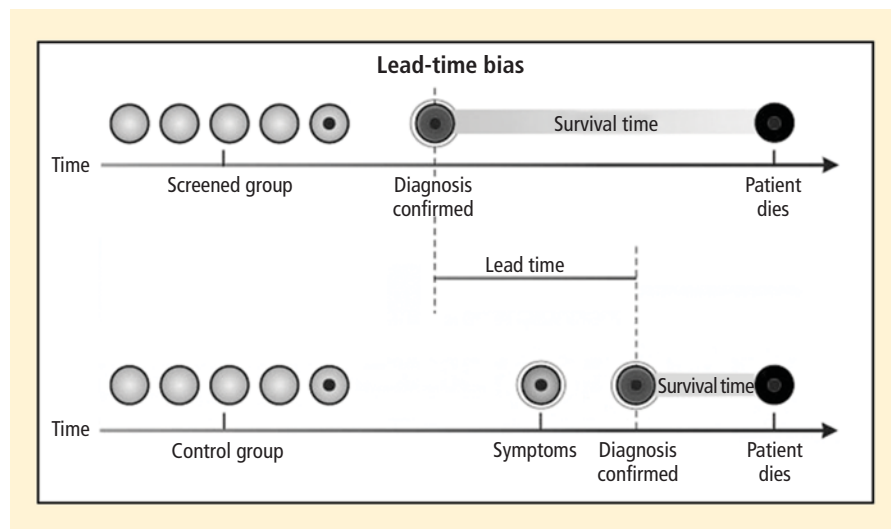 Lead-time bias
Survival time
Time
Screened group
Diagnosis
confirmed
Patient
dies
Lead time
Survival time
Time
Control group
Symptoms
Diagnosis
confirmed
Patient
dies